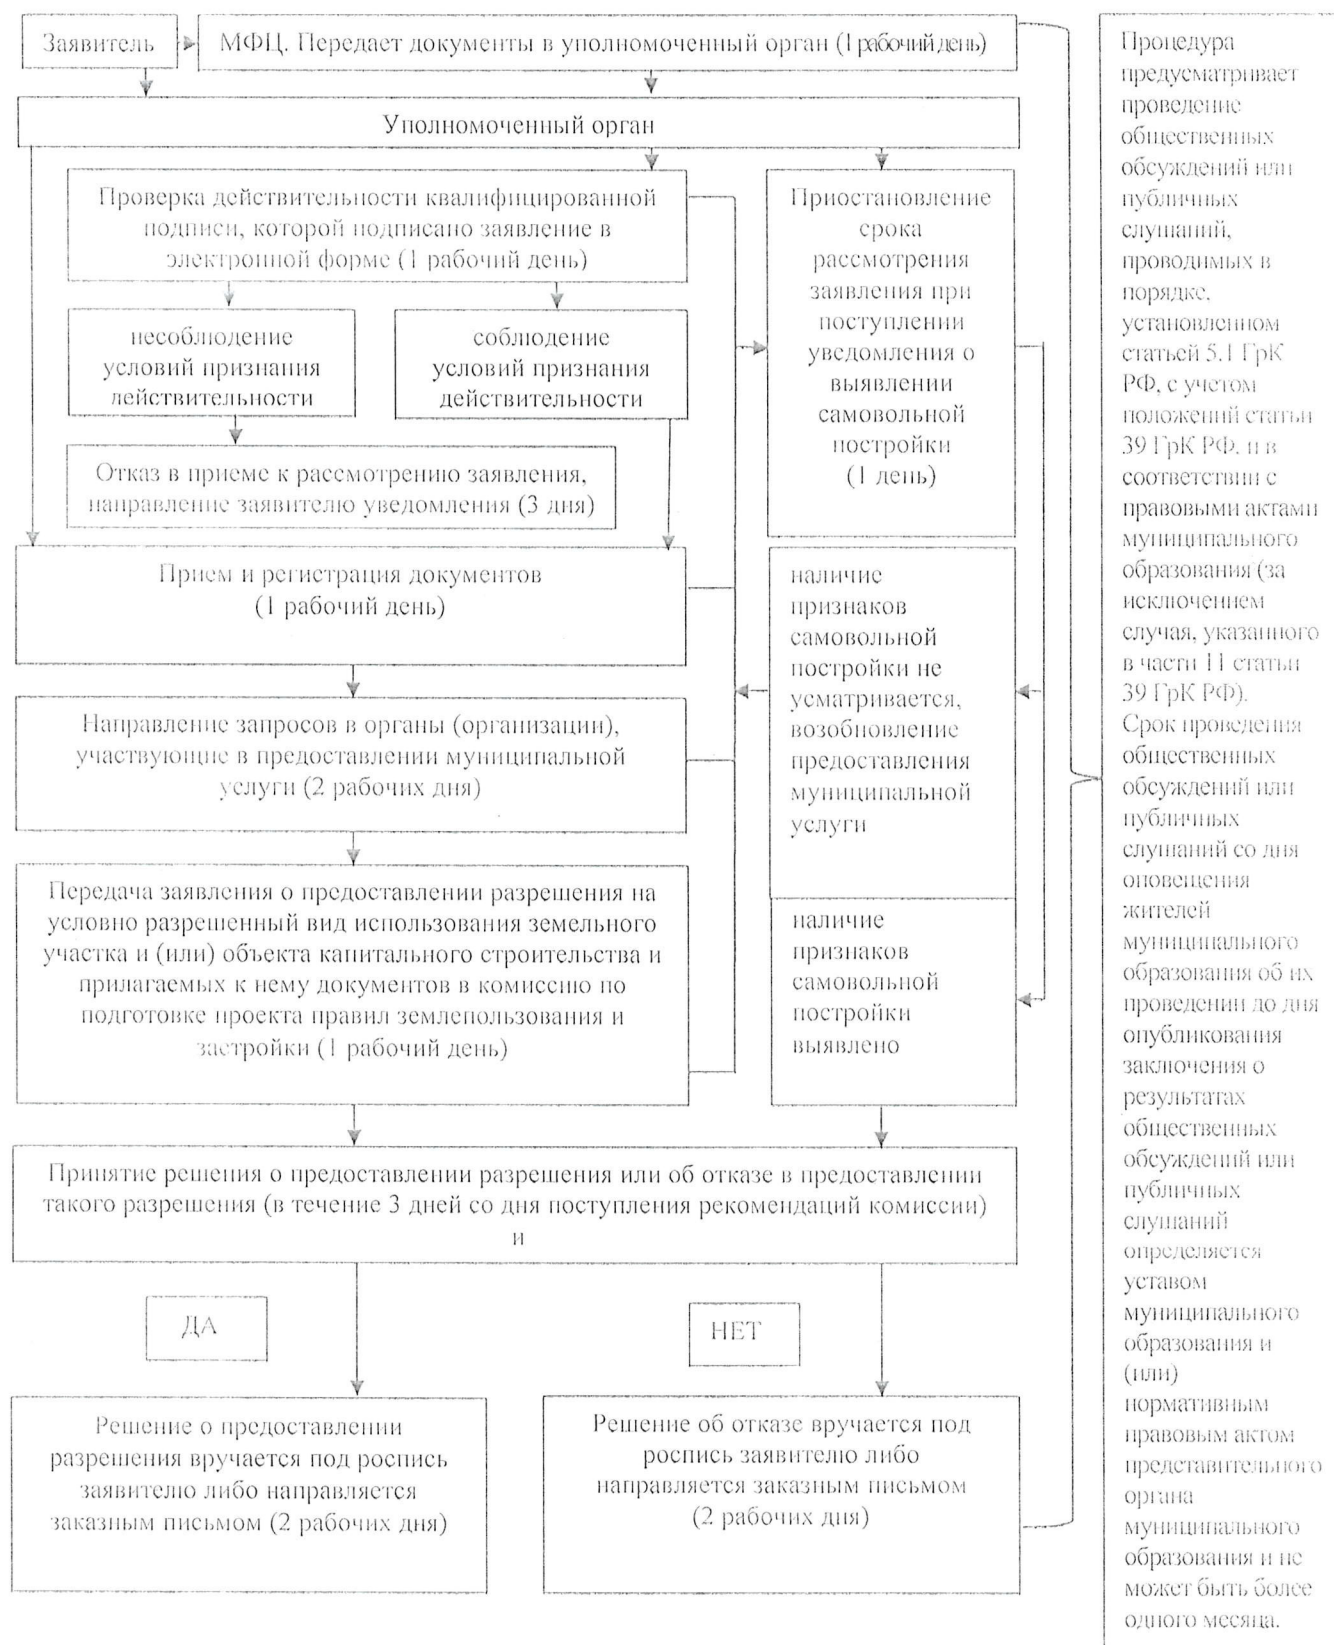 Заявитель
МФЦ. Передает документы в уполномоченный орган (1 рабочий день)
Уполномоченный орган
Проверка действительности квалифицированной
подписи, которой подписано заявление в
электронной форме (1 рабочий день)
несоблюдение
условий признания
действительности
соблюдение
условий признания
действительности
Отказ в приеме к рассмотрению заявления,
направление заявителю уведомления (3 дня)
Прием и регистрация документов
(1 рабочий день)
Направление запросов в органы (организации),
участвующие в предоставлении муниципальной
услуги (2 рабочих дня)
Передача заявления о предоставлении разрешения на
условно разрешенный вид использования земельного
участка и (или) объекта капитального строительства и
прилагаемых к нему документов в комиссию по
подготовке проекта правил землепользования и
застройки (1 рабочий день)
Приостановление
срока
рассмотрения
заявления при
поступлении
уведомления о
выявлении
самовольной
постройки
(1 день)
наличие
признаков
самовольной
постройки не
усматривается,
возобновление
предоставления
муниципальной
услуги
наличие
признаков
самовольной
постройки
выявлено
Принятие решения о предоставлении разрешения или об отказе в предоставлении
такого разрешения (в течение 3 дней со дня поступления рекомендаций комиссии)
и
ДА
НЕТ
Решение о предоставлении
разрешения вручается под роспись
заявителю либо направляется
заказным письмом (2 рабочих дня)
Решение об отказе вручается под
роспись заявителю либо
направляется заказным письмом
(2 рабочих дня)
Процедура
предусматривает
проведение
общественных
обсуждений или
публичных
слушаний,
проводимых в
порядке,
установленном
статьей 5.1 ГрК
РФ, с учетом
положений статьи
39 ГрК РФ, и в
соответствии с
правовыми актами
муниципального
образования (за
исключением
случая, указанного
в части 11 статьи
39 ГрК РФ).
Срок проведения
общественных
обсуждений или
публичных
слушаний со дня
оповещения
жителей
муниципального
образования об их
проведении до дня
опубликования
заключения о
результатах
общественных
обсуждений или
публичных
слушаний
определяется
уставом
муниципального
образования и
(или)
нормативным
правовым актом
представительного
органа
муниципального
образования и не
может быть более
одного месяца.